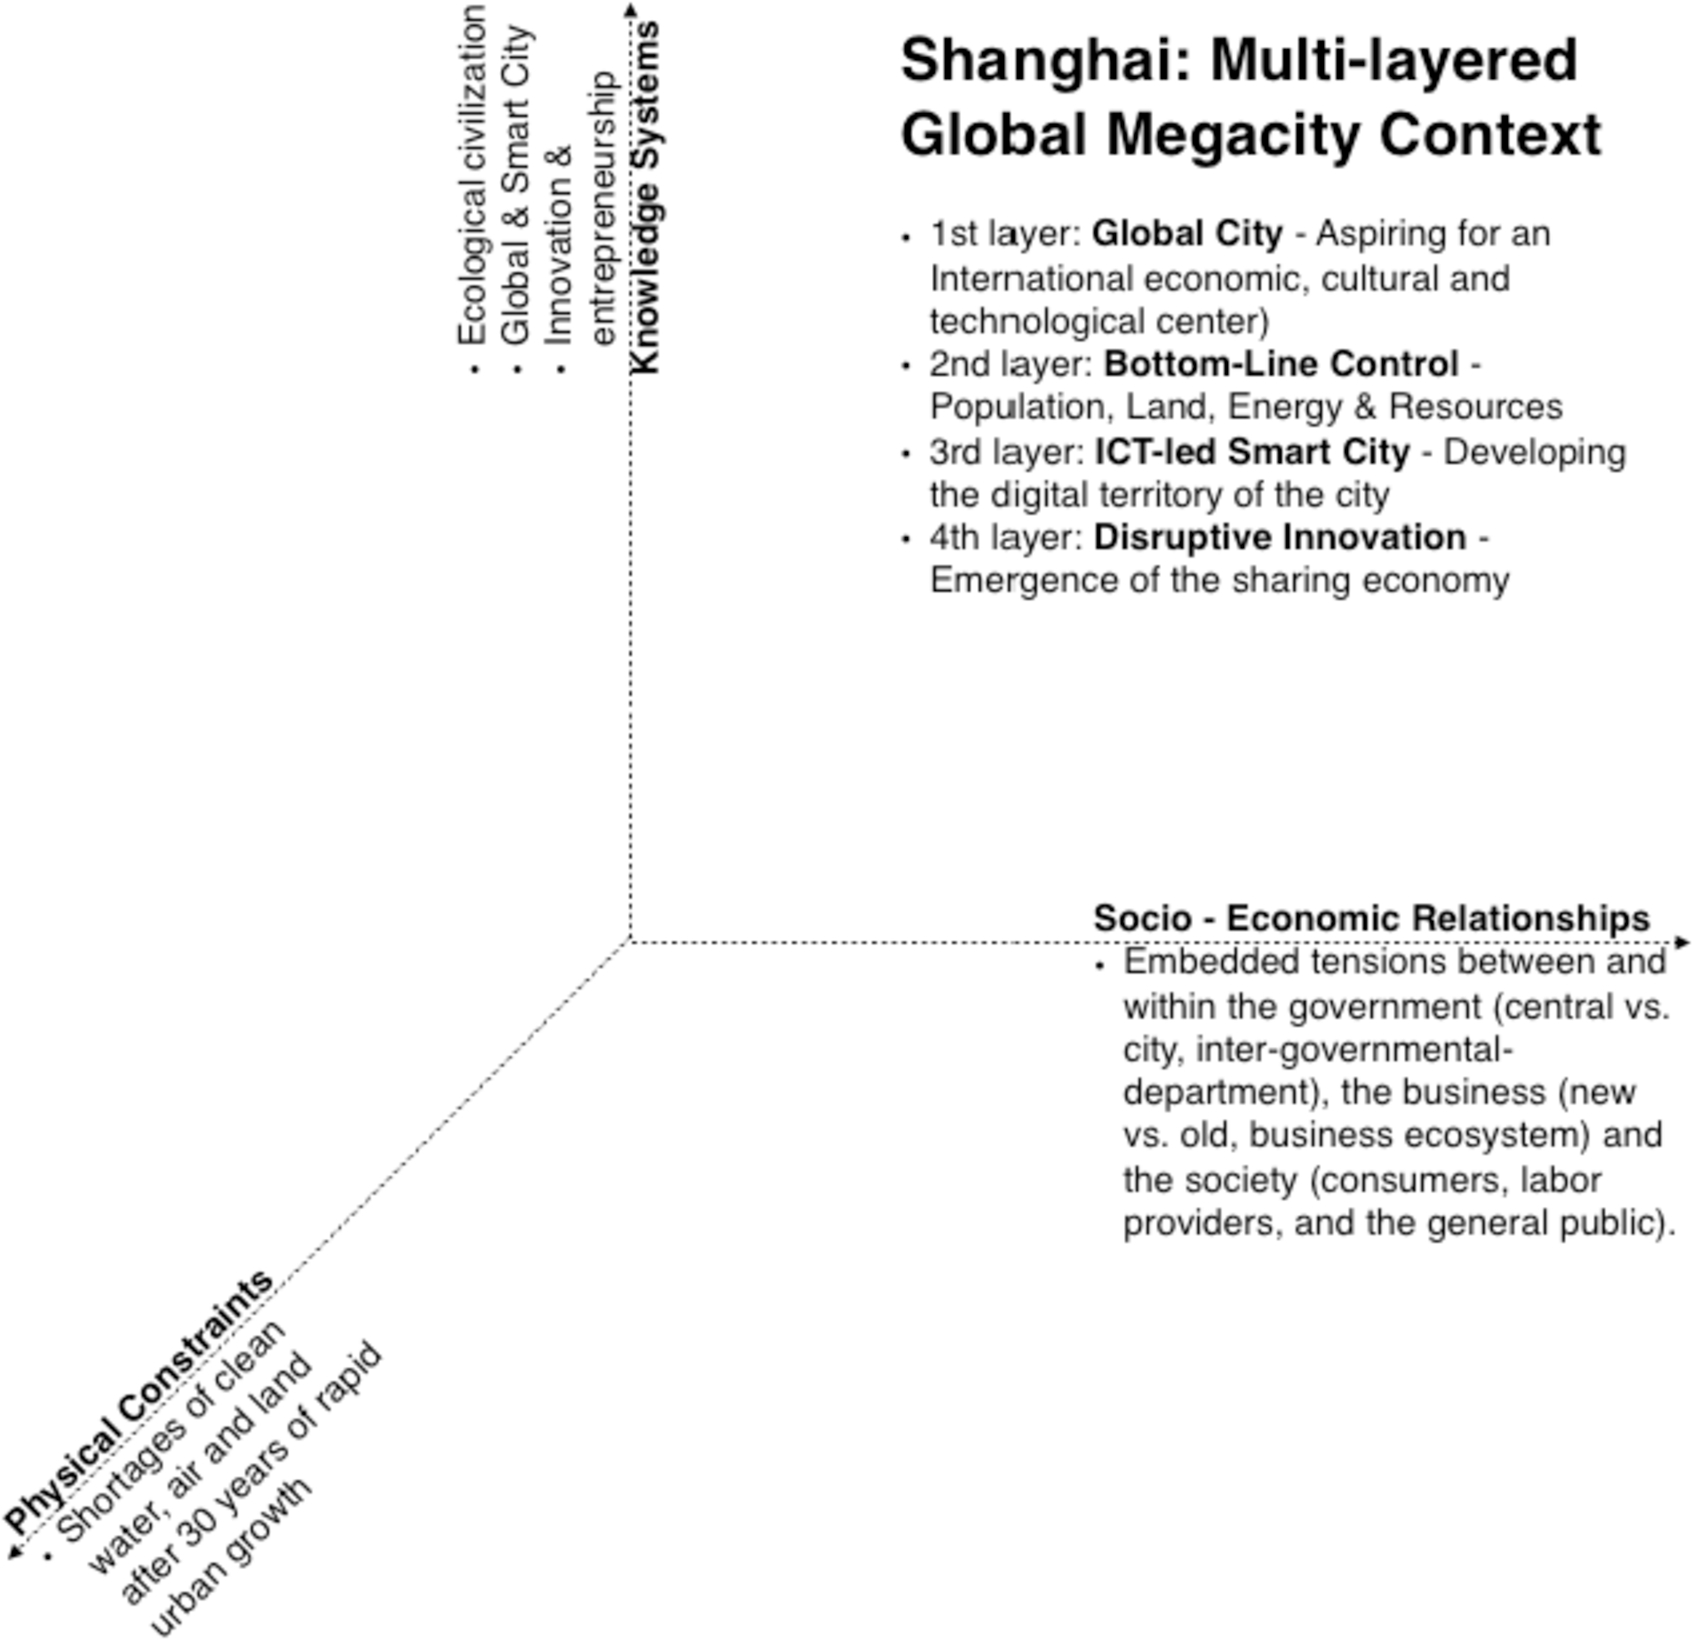 • Ecological civilization
• Global & Smart City
• Innovation &
entrepreneurship
Knowledge Systems
Shanghai: Multi-layered
Global Megacity Context
• 1st layer: Global City - Aspiring for an
International economic, cultural and
technological center)
• 2nd layer: Bottom-Line Control -
Population, Land, Energy & Resources
• 3rd layer: ICT-led Smart City - Developing
the digital territory of the city
• 4th layer: Disruptive Innovation -
Emergence of the sharing economy
Socio - Economic Relationships
• Embedded tensions between and
within the government (central vs.
city, inter-governmental-
department), the business (new
vs. old, business ecosystem) and
the society (consumers, labor
providers, and the general public).
Physical Constraints
• Shortages of clean
water, air and land
after 30 years of rapid
urban growth